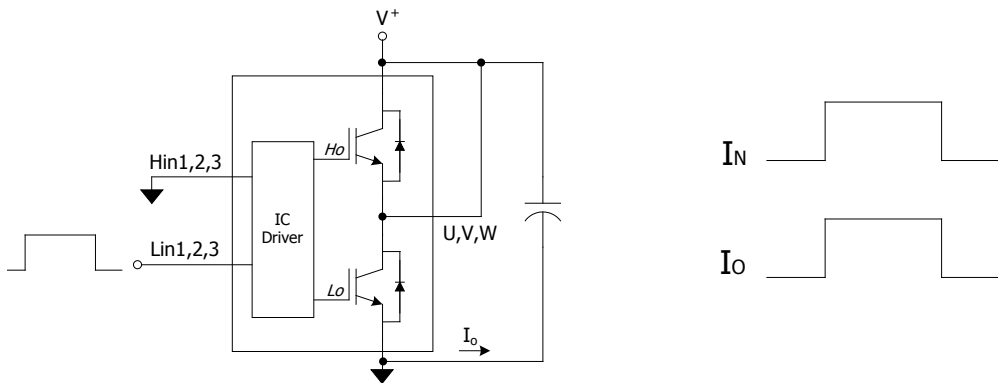 V+
Ho
Hin1,2,3
IC
Driver
U,V,W
Lin1,2,3
Lo
Io
IN
IO